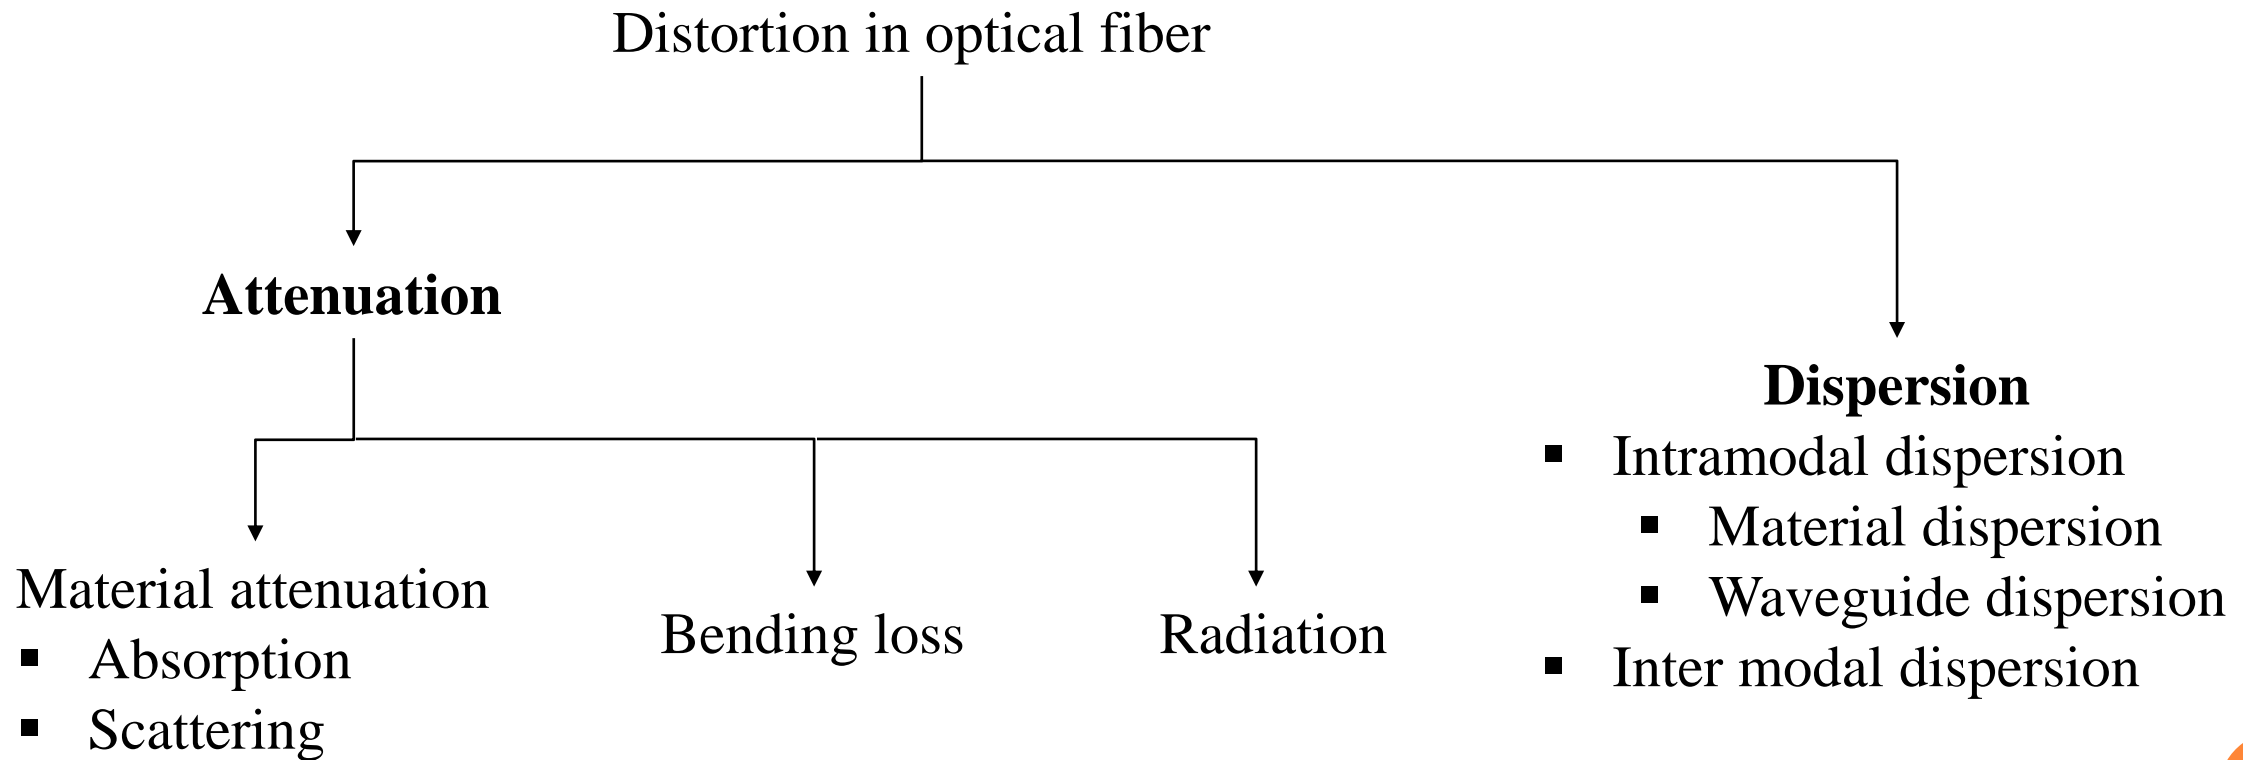 Distortion in optical fiber
Attenuation
Material attenuation
▪ Absorption
▪ Scattering
Bending loss
Radiation
Dispersion
▪ Intramodal dispersion
▪ Material dispersion
▪ Waveguide dispersion
▪ Inter modal dispersion